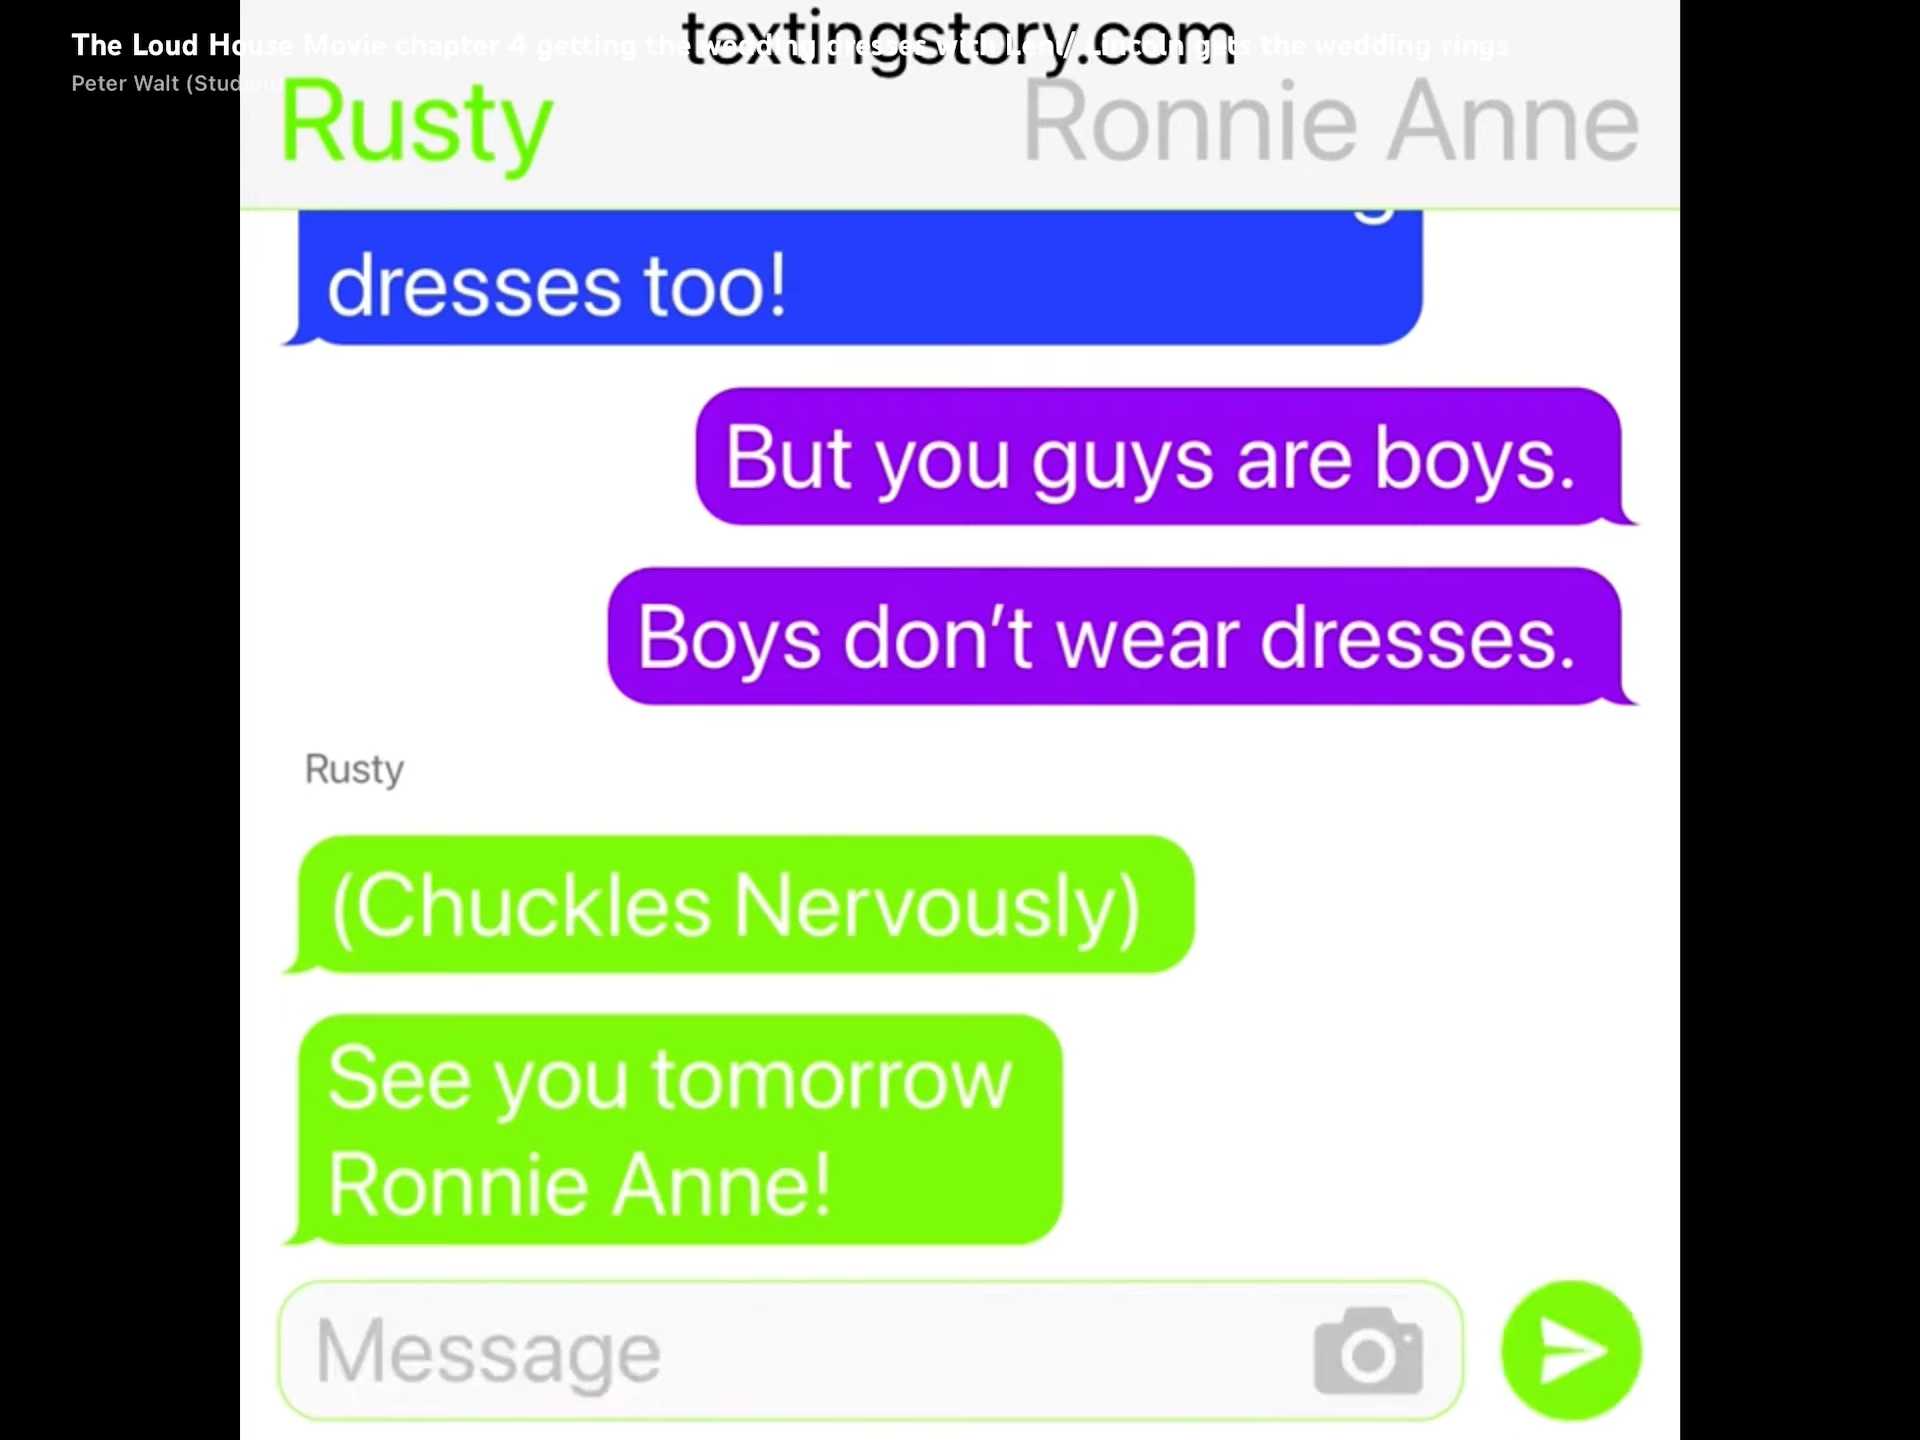 The Loud House Movie chapter 4 getting the wedding dresses with Leni/ Lincoln gets the wedding rings
Peter Walt (Student)
textingstory.com
Rusty Ronnie Anne
dresses too!
But you guys are boys.
Boys don’t wear dresses.
Rusty
(Chuckles Nervously)
See you tomorrow
Ronnie Anne!
Message